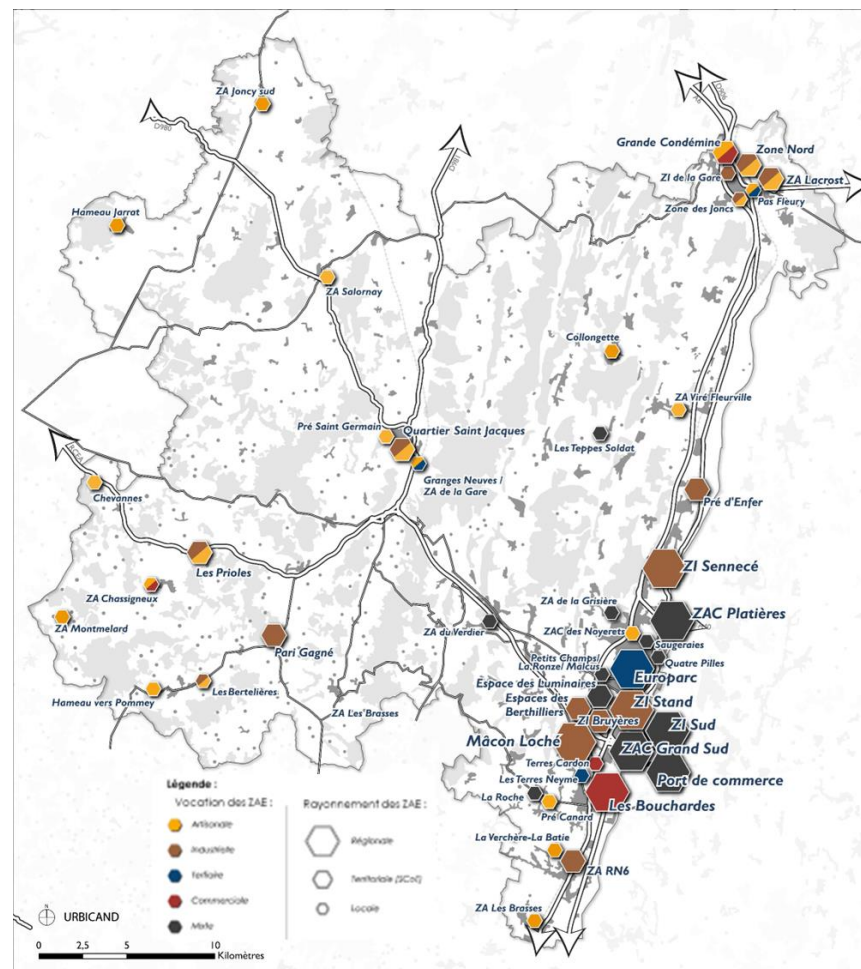 ZA Joncy sud
D980
D981
A6
D906
Grande Condémine
Zone Nord
ZI de la Gare
ZA Lacrost
Pas Fleury
Zone des Joncs
Hameau Jarrat
ZA Salornay
Collongette
ZA Viré Fleurville
Pré Saint Germain
Quartier Saint Jacques
Les Teppes Soldat
Granges Neuves /
ZA de la Gare
RCEA
Chevannes
Pré d'Enfer
Les Prioles
ZI Sennecé
ZA Chassigneux
ZA de la Grisière
ZAC Platières
ZA Montmelard
ZA du Verdier
ZAC des Noyerets
Saugeraies
Pari Gagné
Petits Champs/
La Ronze/ Malcus
Quatre Pilles
Europarc
Espace des Luminaires
Hameau vers Pommey
Les Bertelières
ZA Les Brasses
Espaces des
Berthilliers
ZI Stand
ZI Bruyères
ZI Sud
Mâcon Loché
ZAC Grand Sud
Terres Cardon
Les Terres Neyme
Port de commerce
La Roche
Les Bouchardes
Pré Canard
La Verchère-La Batie
ZA RN6
ZA Les Brasses
Légende :
Vocation des ZAE :
Artisanale
Industrielle
Tertiaire
Commerciale
Mixte
Rayonnement des ZAE :
Régionale
Territoriale (SCoT)
Locale
N
URBICAND
0 2,5 5 10
Kilomètres